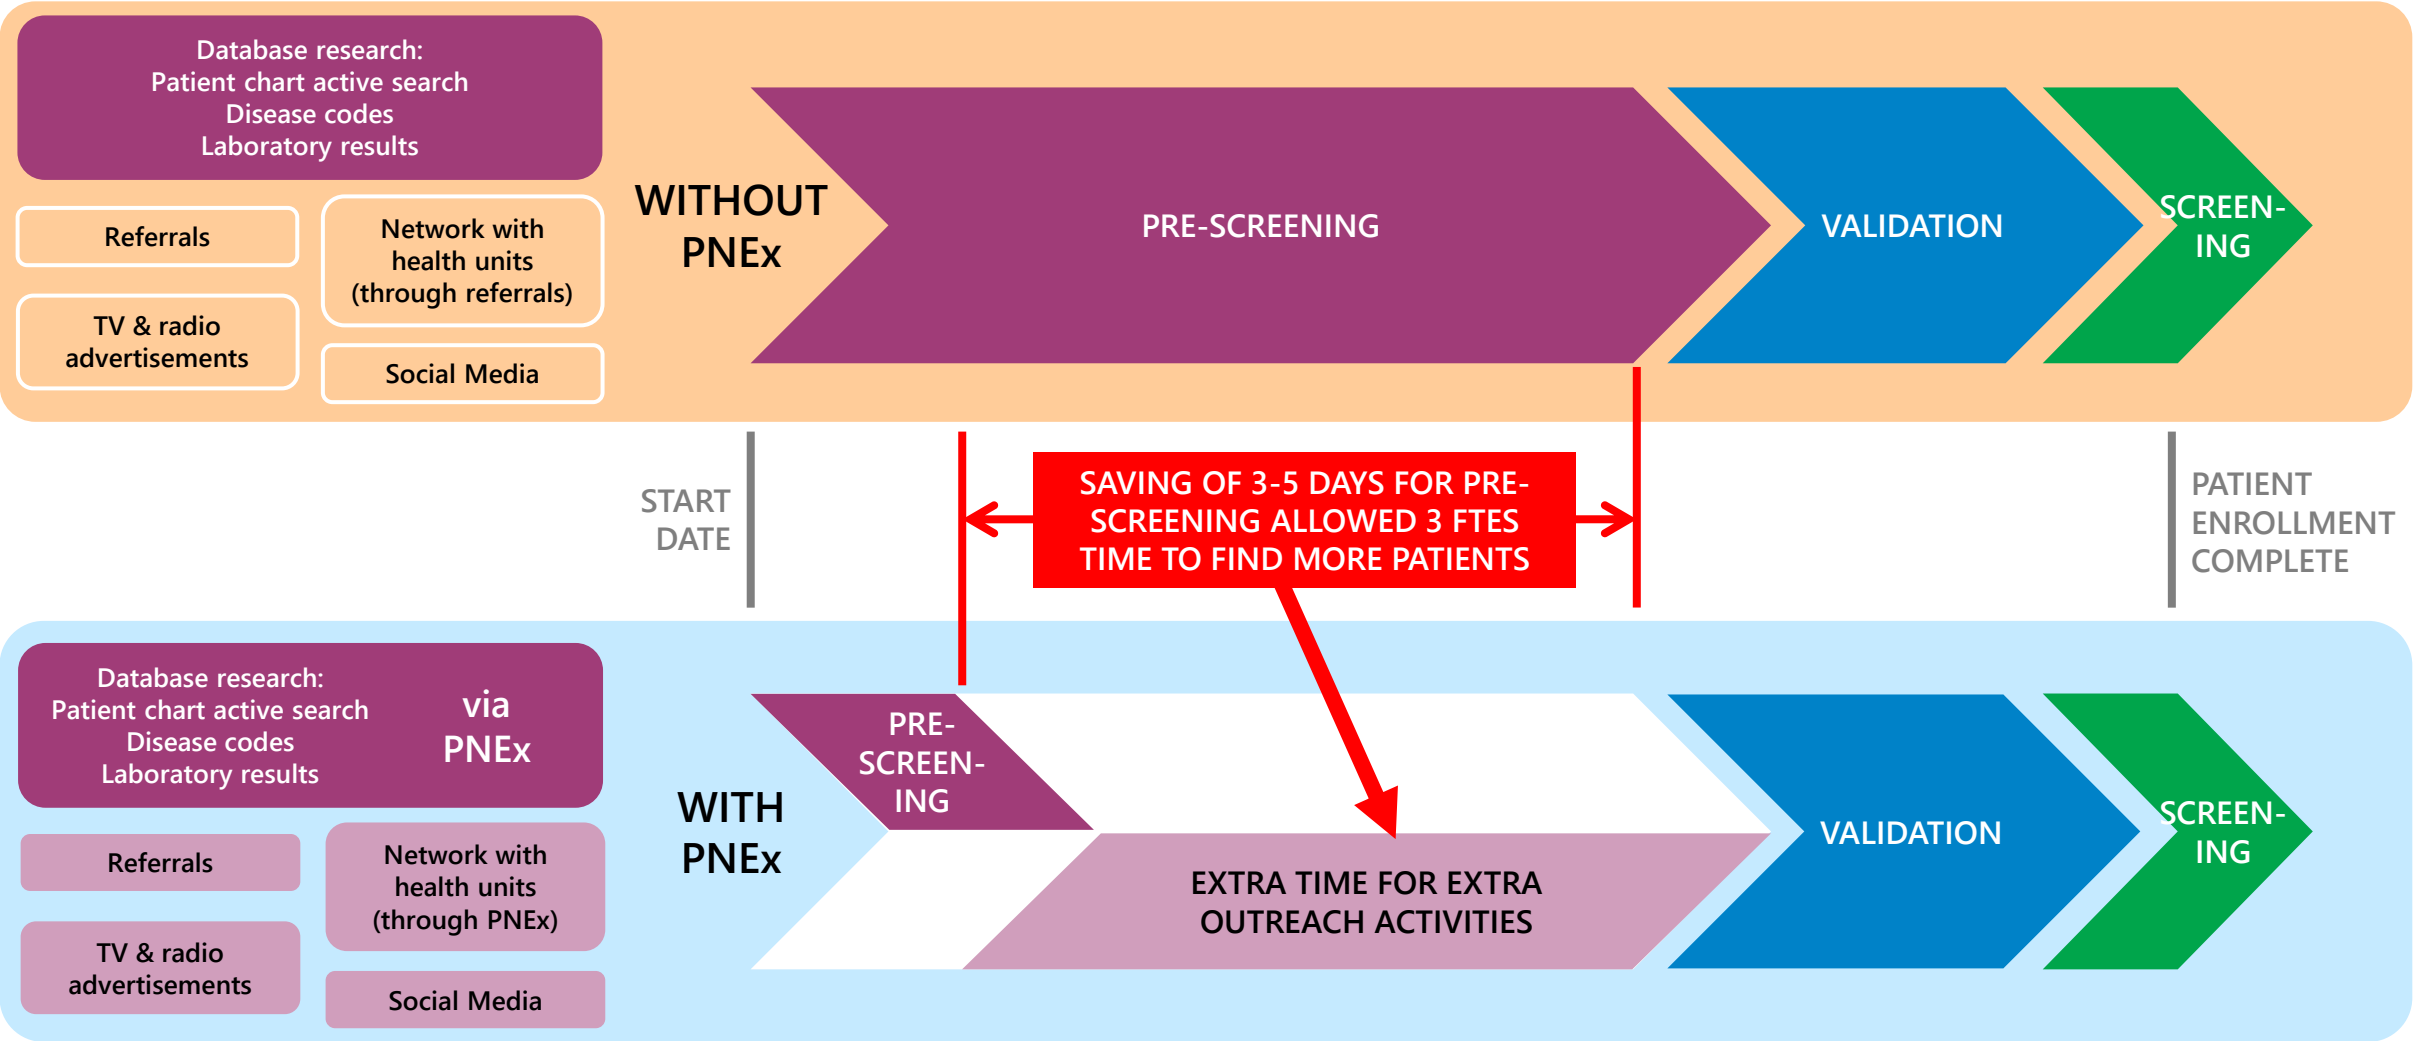 Database research:
Patient chart active search
Disease codes
Laboratory results
Referrals
Network with
health units
(through referrals)
TV & radio
advertisements
Social Media
WITHOUT
PNEx
PRE-SCREENING
VALIDATION
SCREEN-
ING
START
DATE
SAVING OF 3-5 DAYS FOR PRE-
SCREENING ALLOWED 3 FTES
TIME TO FIND MORE PATIENTS
PATIENT
ENROLLMENT
COMPLETE
Database research:
Patient chart active search
Disease codes
Laboratory results
via
PNEx
Referrals
Network with
health units
(through PNEx)
TV & radio
advertisements
Social Media
WITH
PNEx
PRE-
SCREEN-
ING
EXTRA TIME FOR EXTRA
OUTREACH ACTIVITIES
VALIDATION
SCREEN-
ING